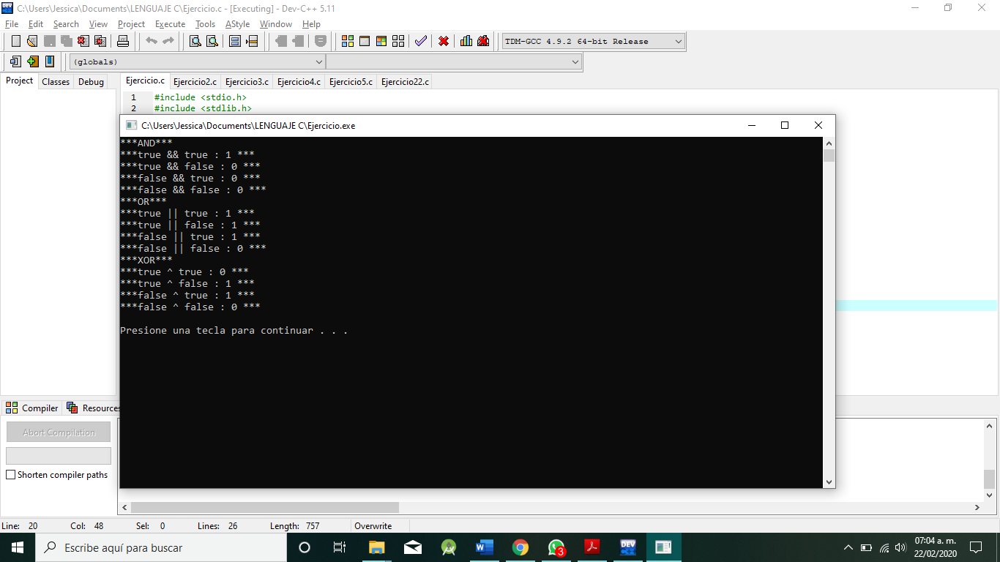 C:\Users\Jessica\Documents\LENGUAJE C\Ejercicio.c - [Executing] - Dev-C++ 5.11
File Edit Search View Project Execute Tools AStyle Window Help
TDM-GCC 4.9.2 64-bit Release
(globals)
Project Classes Debug
Ejercicio.c Ejercicio2.c Ejercicio3.c Ejercicio4.c Ejercicio5.c Ejercicio22.c
1 #include <stdio.h>
2 #include <stdlib.h>
C:\Users\Jessica\Documents\LENGUAJE C\Ejercicio.exe
***AND***
***true && true : 1 ***
***true && false : 0 ***
***false && true : 0 ***
***false && false : 0 ***
***OR***
***true || true : 1 ***
***true || false : 1 ***
***false || true : 1 ***
***false || false : 0 ***
***XOR***
***true ^ true : 0 ***
***true ^ false : 1 ***
***false ^ true : 1 ***
***false ^ false : 0 ***
Presione una tecla para continuar . . .
Compiler Resources
Abort Compilation
Shorten compiler paths
Line: 20 Col: 48 Sel: 0 Lines: 26 Length: 757 Overwrite
Escribe aquí para buscar
W
3
DEV
07:04 a. m.
22/02/2020